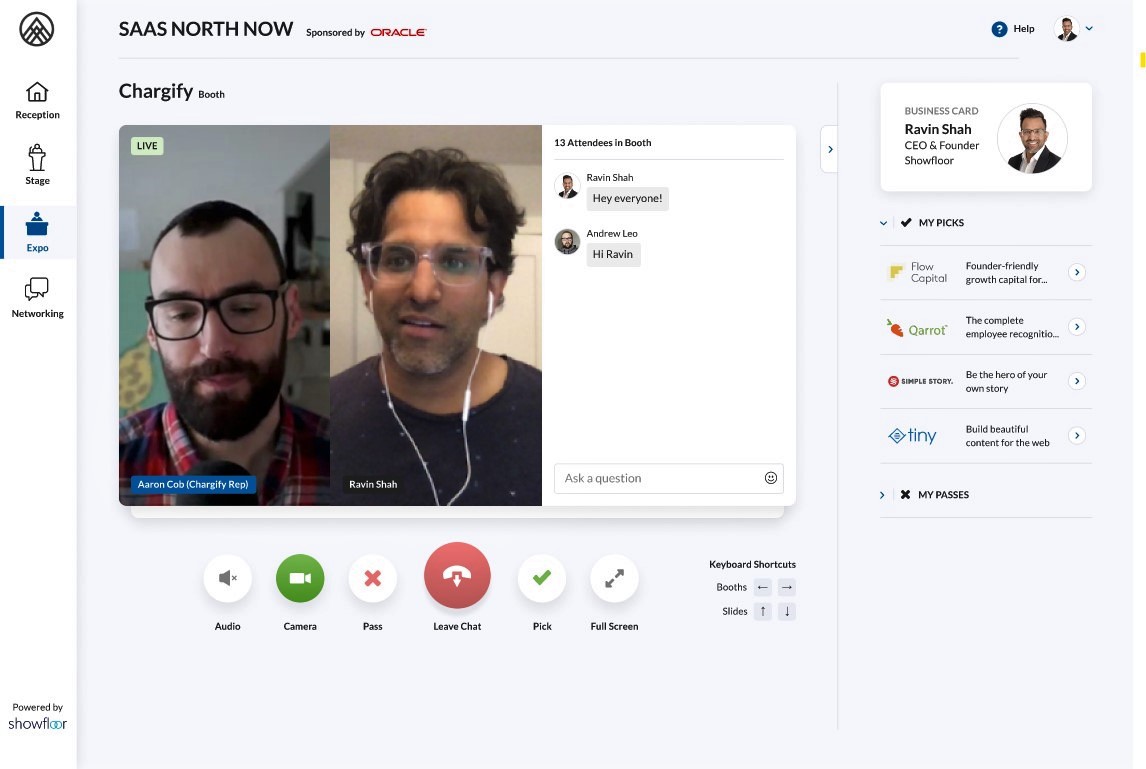 SAAS NORTH NOW Sponsored by ORACLE
? Help
Reception
Stage
Expo
Networking
Powered by
showfloor
Chargify Booth
LIVE
Aaron Cob (Chargify Rep)
Ravin Shah
13 Attendees in Booth
Ravin Shah
Hey everyone!
Andrew Leo
Hi Ravin
Ask a question
Audio
Camera
Pass
Leave Chat
Pick
Full Screen
Keyboard Shortcuts
Booths ← →
Slides ↑ ↓
BUSINESS CARD
Ravin Shah
CEO & Founder
Showfloor
MY PICKS
Flow
Capital
Founder-friendly
growth capital for...
Qarrot
The complete
employee recognitio...
SIMPLE STORY.
Be the hero of your
own story
tiny
Build beautiful
content for the web
MY PASSES